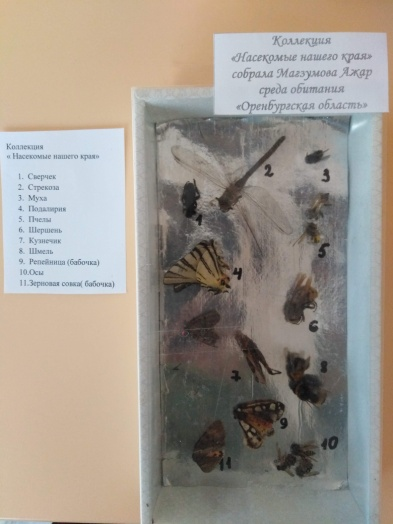 Коллекция
«Насекомые нашего края»
собрала Магзумова Ажар
среда обитания
«Оренбургская область»
Коллекция
« Насекомые нашего края»
1. Сверчек
2. Стрекоза
3. Муха
4. Подалирия
5. Пчелы
6. Шершень
7. Кузнечик
8. Шмель
9. Репейница (бабочка)
10.Осы
11.Зерновая совка( бабочка)
2
3
1
5
4
6
7
8
9
10
11